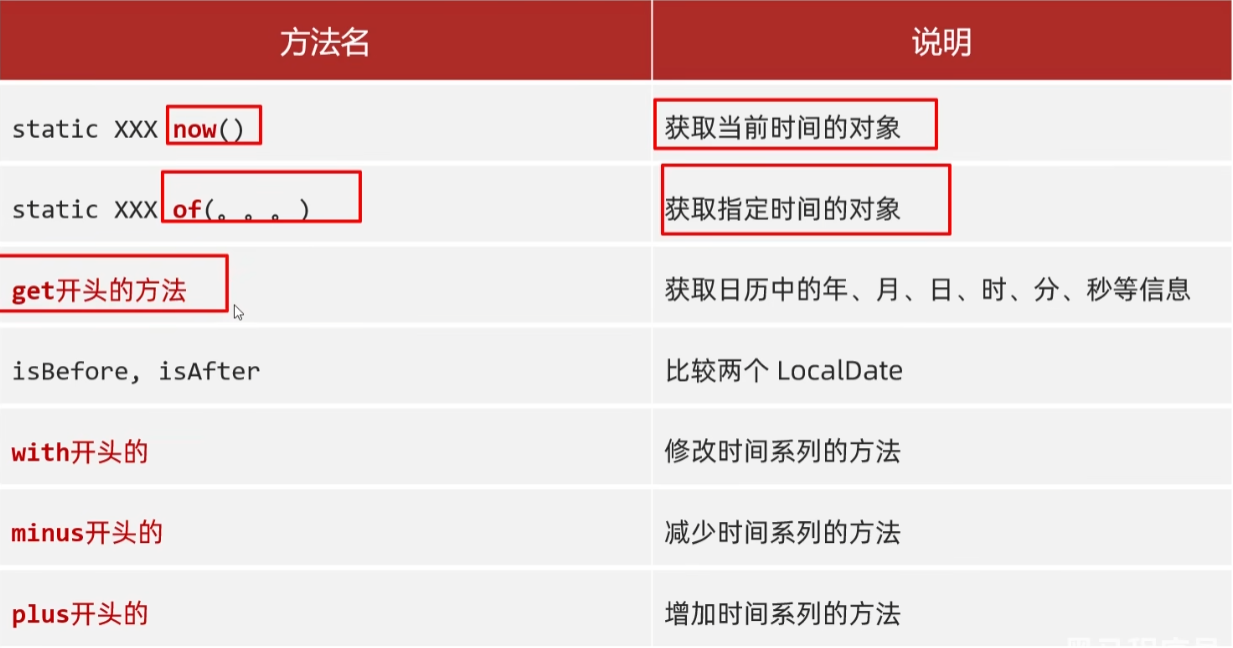 方法名 说明
static XXX now() 获取当前时间的对象
static XXX of(。。。) 获取指定时间的对象
get开头的方法 获取日历中的年、月、日、时、分、秒等信息
isBefore, isAfter 比较两个 LocalDate
with开头的 修改时间系列的方法
minus开头的 减少时间系列的方法
plus开头的 增加时间系列的方法